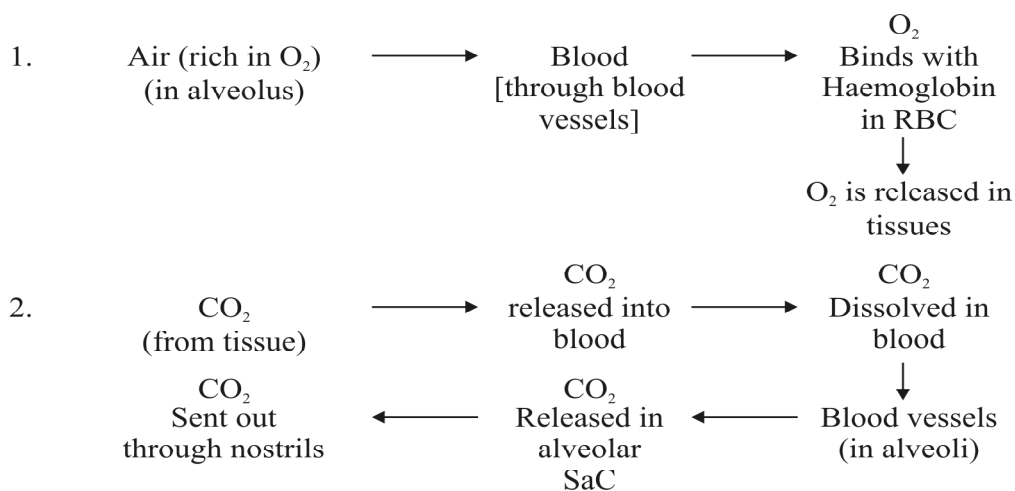 1.
Air (rich in O₂)
(in alveolus)
Blood
[through blood
vessels]
O₂
Binds with
Haemoglobin
in RBC
O₂ is released in
tissues
2.
CO₂
(from tissue)
CO₂
released into
blood
CO₂
Dissolved in
blood
CO₂
Sent out
through nostrils
CO₂
Released in
alveolar
SaC
Blood vessels
(in alveoli)